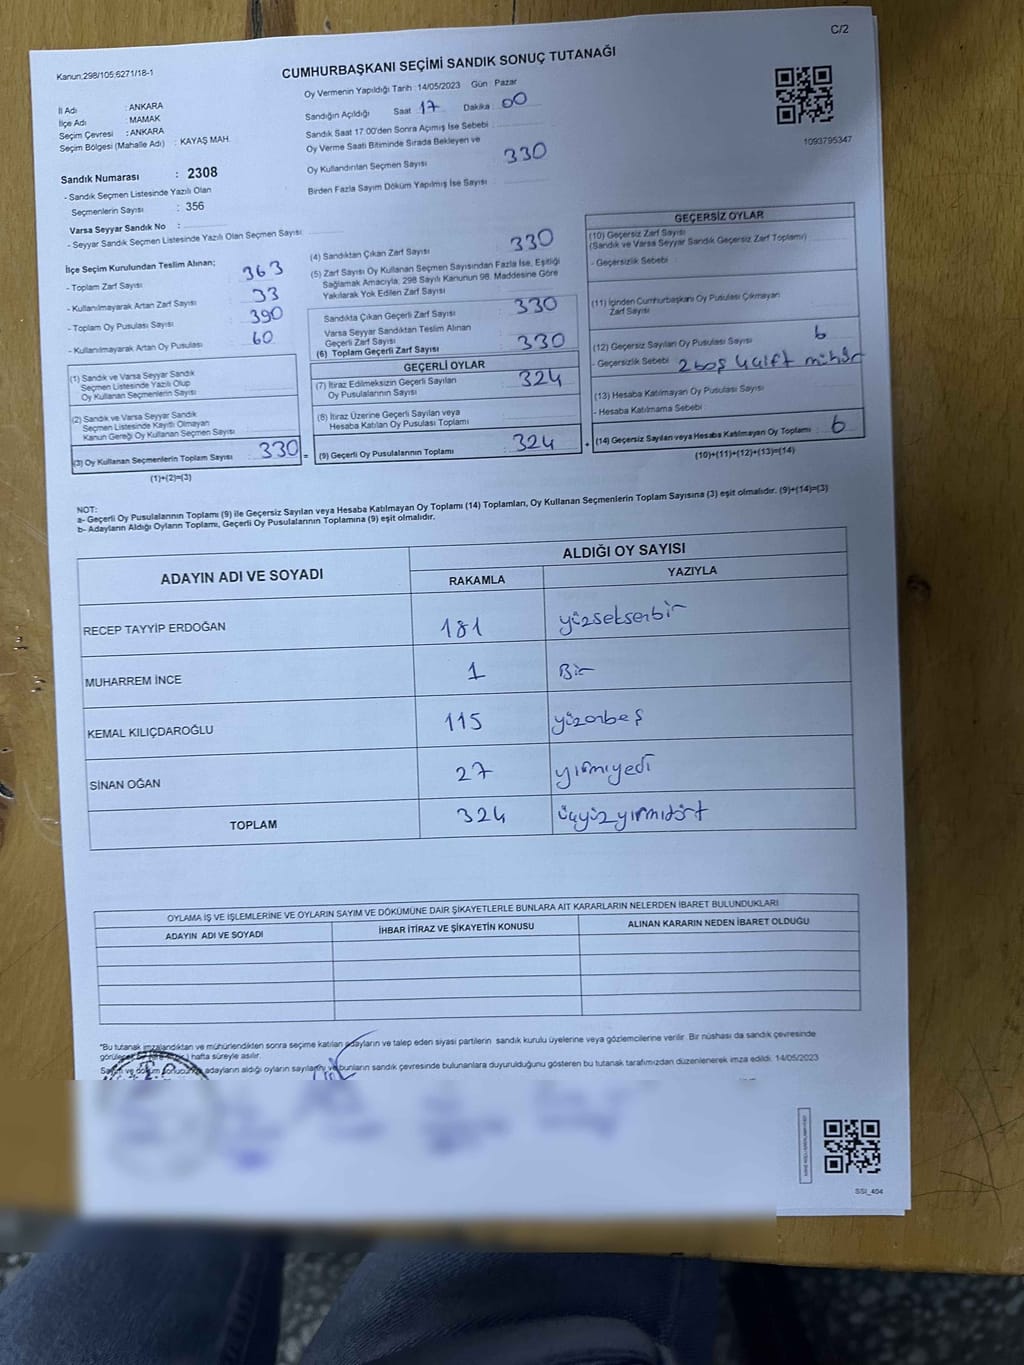 C/2
Kanun,298/105;6271/18-1
CUMHURBAŞKANI SEÇİMİ SANDIK SONUÇ TUTANAĞI
Oy Vermenin Yapıldığı Tarih : 14/05/2023 Gün : Pazar
İl Adı : ANKARA
İlçe Adı : MAMAK
Seçim Çevresi : ANKARA
Seçim Bölgesi (Mahalle Adı) : KAYAŞ MAH.
Sandık Numarası : 2308
- Sandık Seçmen Listesinde Yazılı Olan
Seçmenlerin Sayısı : 356
Varsa Seyyar Sandık No :
- Seyyar Sandık Seçmen Listesinde Yazılı Olan Seçmen Sayısı
Sandığın Açıldığı Saat 17 Dakika : 00
Sandık Saat 17.00'den Sonra Açımış İse Sebebi :
Oy Verme Saati Bitiminde Sırada Bekleyen ve
Oy Kullandırılan Seçmen Sayısı 330
Birden Fazla Sayım Döküm Yapılmış İse Sayısı
1093795347
İlçe Seçim Kurulundan Teslim Alınan;
- Toplam Zarf Sayısı 363
- Kullanılmayarak Artan Zarf Sayısı 33
- Toplam Oy Pusulası Sayısı 390
- Kullanılmayarak Artan Oy Pusulası 60
(1) Sandık ve Varsa Seyyar Sandık
Seçmen Listesinde Yazılı Olup
Oy Kullanan Seçmenlerin Sayısı
(2) Sandık ve Varsa Seyyar Sandık
Seçmen Listesinde Kayıtlı Olmayan
Kanun Gereği Oy Kullanan Seçmen Sayısı
(3) Oy Kullanan Seçmenlerin Toplam Sayısı 330 =
(1)+(2)=(3)
(4) Sandıktan Çıkan Zarf Sayısı 330
(5) Zarf Sayısı Oy Kullanan Seçmen Sayısından Fazla İse, Eşitliği
Sağlamak Amacıyla, 298 Sayılı Kanunun 98. Maddesine Göre
Yakılarak Yok Edilen Zarf Sayısı
Sandıkta Çıkan Geçerli Zarf Sayısı 330
Varsa Seyyar Sandıktan Teslim Alınan
Geçerli Zarf Sayısı
(6) Toplam Geçerli Zarf Sayısı 330
GEÇERLİ OYLAR
(7) İtiraz Edilmeksizin Geçerli Sayılan
Oy Pusulalarının Sayısı 324
(8) İtiraz Üzerine Geçerli Sayılan veya
Hesaba Katılan Oy Pusulası Toplamı
(9) Geçerli Oy Pusulalarının Toplamı 324 +
GEÇERSİZ OYLAR
(10) Geçersiz Zarf Sayısı
(Sandık ve Varsa Seyyar Sandık Geçersiz Zarf Toplamı)
- Geçersizlik Sebebi :
(11) İçinden Cumhurbaşkanı Oy Pusulası Çıkmayan
Zarf Sayısı
(12) Geçersiz Sayılan Oy Pusulası Sayısı 6
- Geçersizlik Sebebi : 2 boş 4 çift mühür
(13) Hesaba Katılmayan Oy Pusulası Sayısı
- Hesaba Katılmama Sebebi :
(14) Geçersiz Sayılan veya Hesaba Katılmayan Oy Toplamı : 6
(10)+(11)+(12)+(13)=(14)
NOT:
a- Geçerli Oy Pusulalarının Toplamı (9) ile Geçersiz Sayılan veya Hesaba Katılmayan Oy Toplamı (14) Toplamları, Oy Kullanan Seçmenlerin Toplam Sayısına (3) eşit olmalıdır. (9)+(14)=(3)
b- Adayların Aldığı Oyların Toplamı, Geçerli Oy Pusulalarının Toplamına (9) eşit olmalıdır.
ADAYIN ADI VE SOYADI
ALDIĞI OY SAYISI
RAKAMLA YAZIYLA
RECEP TAYYİP ERDOĞAN 181 yüzseksenbir
MUHARREM İNCE 1 Bir
KEMAL KILIÇDAROĞLU 115 yüzonbeş
SİNAN OĞAN 27 yirmiyedi
TOPLAM 324 üçyüzyirmidört
OYLAMA İŞ VE İŞLEMLERİNE VE OYLARIN SAYIM VE DÖKÜMÜNE DAİR ŞİKAYETLERLE BUNLARA AİT KARARLARIN NELERDEN İBARET BULUNDUKLARI
ADAYIN ADI VE SOYADI İHBAR İTİRAZ VE ŞİKAYETİN KONUSU ALINAN KARARIN NEDEN İBARET OLDUĞU
*Bu tutanak imzalandıktan ve mühürlendikten sonra seçime katılan adayların ve talep eden siyasi partilerin sandık kurulu üyelerine veya gözlemcilerine verilir. Bir nüshası da sandık çevresinde
hafta süreyle asılır.
adayların aldığı oyların sayılarını ve bunların sandık çevresinde bulunanlara duyurulduğunu gösteren bu tutanak tarafımızdan düzenlenerek imza edildi. 14/05/2023
SSI_404